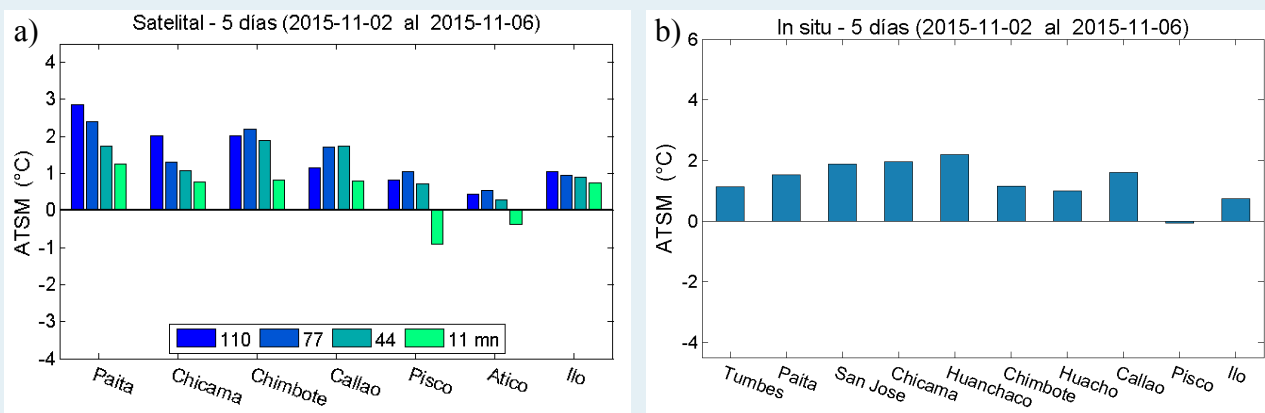 a)
Satelital - 5 días (2015-11-02 al 2015-11-06)
ATSM (°C)
4
3
2
1
0
-1
-2
-3
-4
110 77 44 11 mn
Paita Chicama Chimbote Callao Pisco Atico Ilo
b)
In situ - 5 días (2015-11-02 al 2015-11-06)
ATSM (°C)
6
4
2
0
-2
-4
Tumbes Paita San Jose Chicama Huanchaco Chimbote Huacho Callao Pisco Ilo